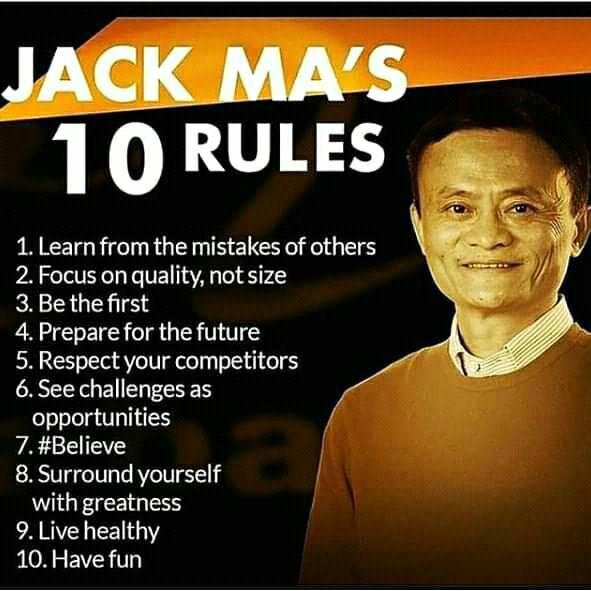 JACK MA'S
10 RULES
1. Learn from the mistakes of others
2. Focus on quality, not size
3. Be the first
4. Prepare for the future
5. Respect your competitors
6. See challenges as
opportunities
7. #Believe
8. Surround yourself
with greatness
9. Live healthy
10. Have fun